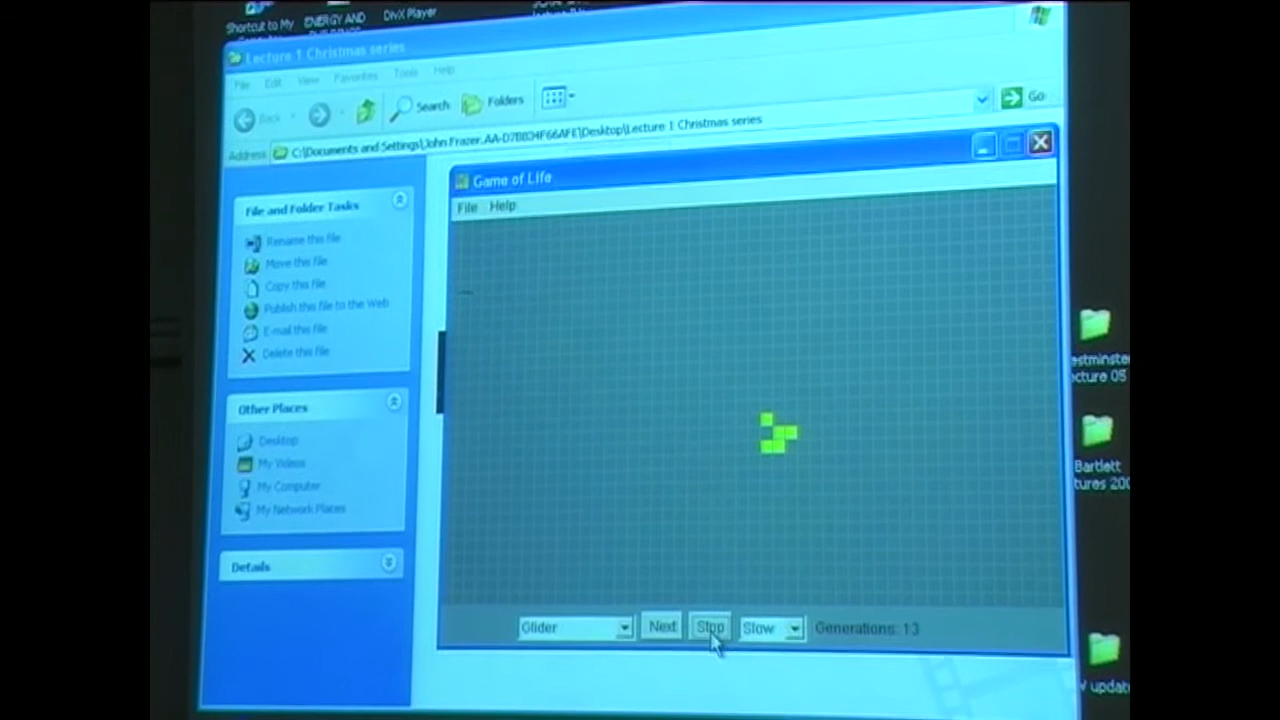 Shortcut to My
ENERGY AND
DivX Player
Lecture 1 Christmas series
File Edit View Favorites Tools Help
Back
Search
Folders
Go
Address
C:\Documents and Settings\John Frazer.AA-D7BB34F66AFE\Desktop\Lecture 1 Christmas series
File and Folder Tasks
Rename this file
Move this file
Copy this file
Publish this file to the Web
E-mail this file
Delete this file
Other Places
Desktop
My Videos
My Computer
My Network Places
Details
Game of Life
File Help
Glider
Next
Stop
Slow
Generations: 13
estminste
cture 05
Bartlett
tures 200
updat